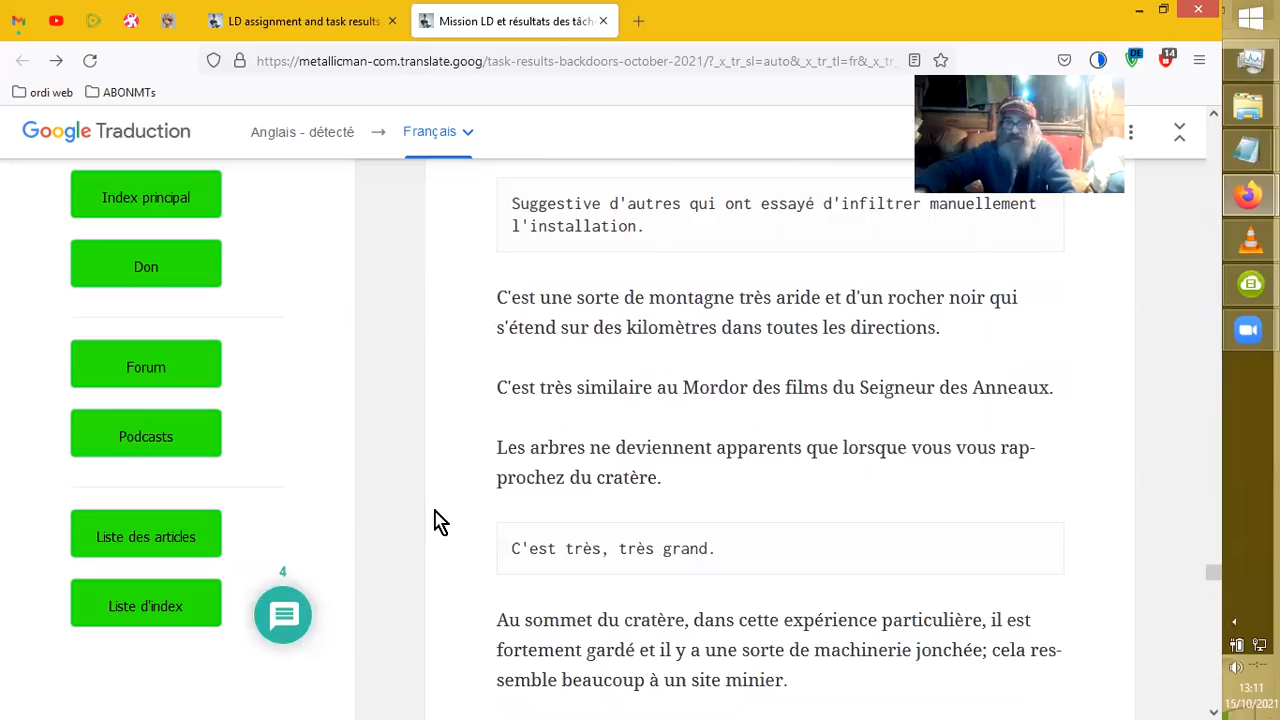 LD assignment and task results
Mission LD et résultats des tâch
https://metallicman-com.translate.goog/task-results-backdoors-october-2021/?_x_tr_sl=auto&_x_tr_tl=fr&_x_tr_
DE
14
ordi web
ABONMTs
Google Traduction
Anglais - détecté
Français
Index principal
Don
Forum
Podcasts
Liste des articles
Liste d'index
4
Suggestive d'autres qui ont essayé d'infiltrer manuellement
l'installation.
C'est une sorte de montagne très aride et d'un rocher noir qui
s'étend sur des kilomètres dans toutes les directions.
C'est très similaire au Mordor des films du Seigneur des Anneaux.
Les arbres ne deviennent apparents que lorsque vous vous rap-
prochez du cratère.
C'est très, très grand.
Au sommet du cratère, dans cette expérience particulière, il est
fortement gardé et il y a une sorte de machinerie jonchée; cela res-
semble beaucoup à un site minier.
13:11
15/10/2021